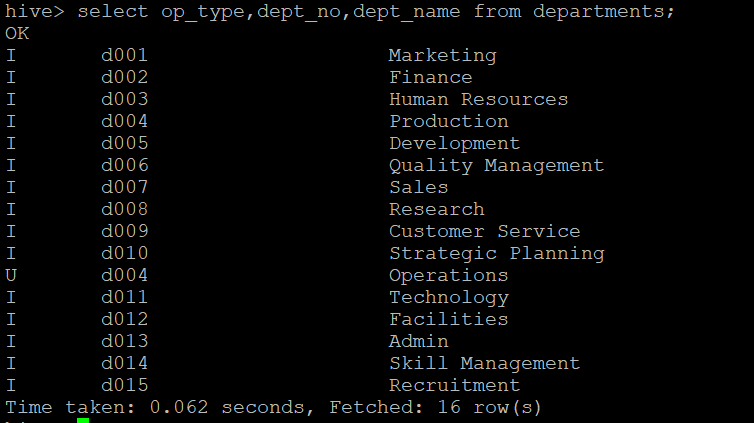 hive> select op_type,dept_no,dept_name from departments;
OK
I d001 Marketing
I d002 Finance
I d003 Human Resources
I d004 Production
I d005 Development
I d006 Quality Management
I d007 Sales
I d008 Research
I d009 Customer Service
I d010 Strategic Planning
U d004 Operations
I d011 Technology
I d012 Facilities
I d013 Admin
I d014 Skill Management
I d015 Recruitment
Time taken: 0.062 seconds, Fetched: 16 row(s)